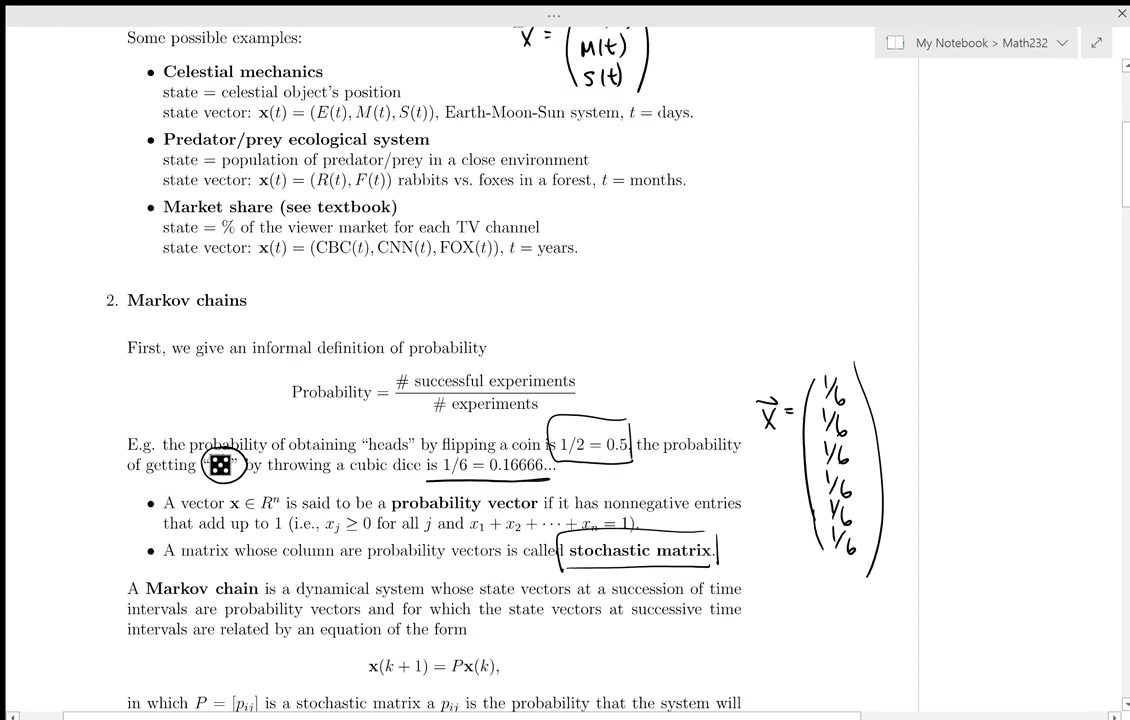 My Notebook > Math232
Some possible examples:
x = ( M(t)
S(t) )
• Celestial mechanics
state = celestial object's position
state vector: x(t) = (E(t), M(t), S(t)), Earth-Moon-Sun system, t = days.
• Predator/prey ecological system
state = population of predator/prey in a close environment
state vector: x(t) = (R(t), F(t)) rabbits vs. foxes in a forest, t = months.
• Market share (see textbook)
state = % of the viewer market for each TV channel
state vector: x(t) = (CBC(t), CNN(t), FOX(t)), t = years.
2. Markov chains
First, we give an informal definition of probability
Probability = # successful experiments
# experiments
E.g. the probability of obtaining "heads" by flipping a coin is 1/2 = 0.5, the probability
of getting "⚄" by throwing a cubic dice is 1/6 = 0.16666...
• A vector x ∈ Rⁿ is said to be a probability vector if it has nonnegative entries
that add up to 1 (i.e., xⱼ ≥ 0 for all j and x₁ + x₂ + ··· + xₙ = 1).
• A matrix whose column are probability vectors is called stochastic matrix.
A Markov chain is a dynamical system whose state vectors at a succession of time
intervals are probability vectors and for which the state vectors at successive time
intervals are related by an equation of the form
x(k + 1) = Px(k),
in which P = [pᵢⱼ] is a stochastic matrix a pᵢⱼ is the probability that the system will
x⃗ = ( 1/6
1/6
1/6
1/6
1/6
1/6 )